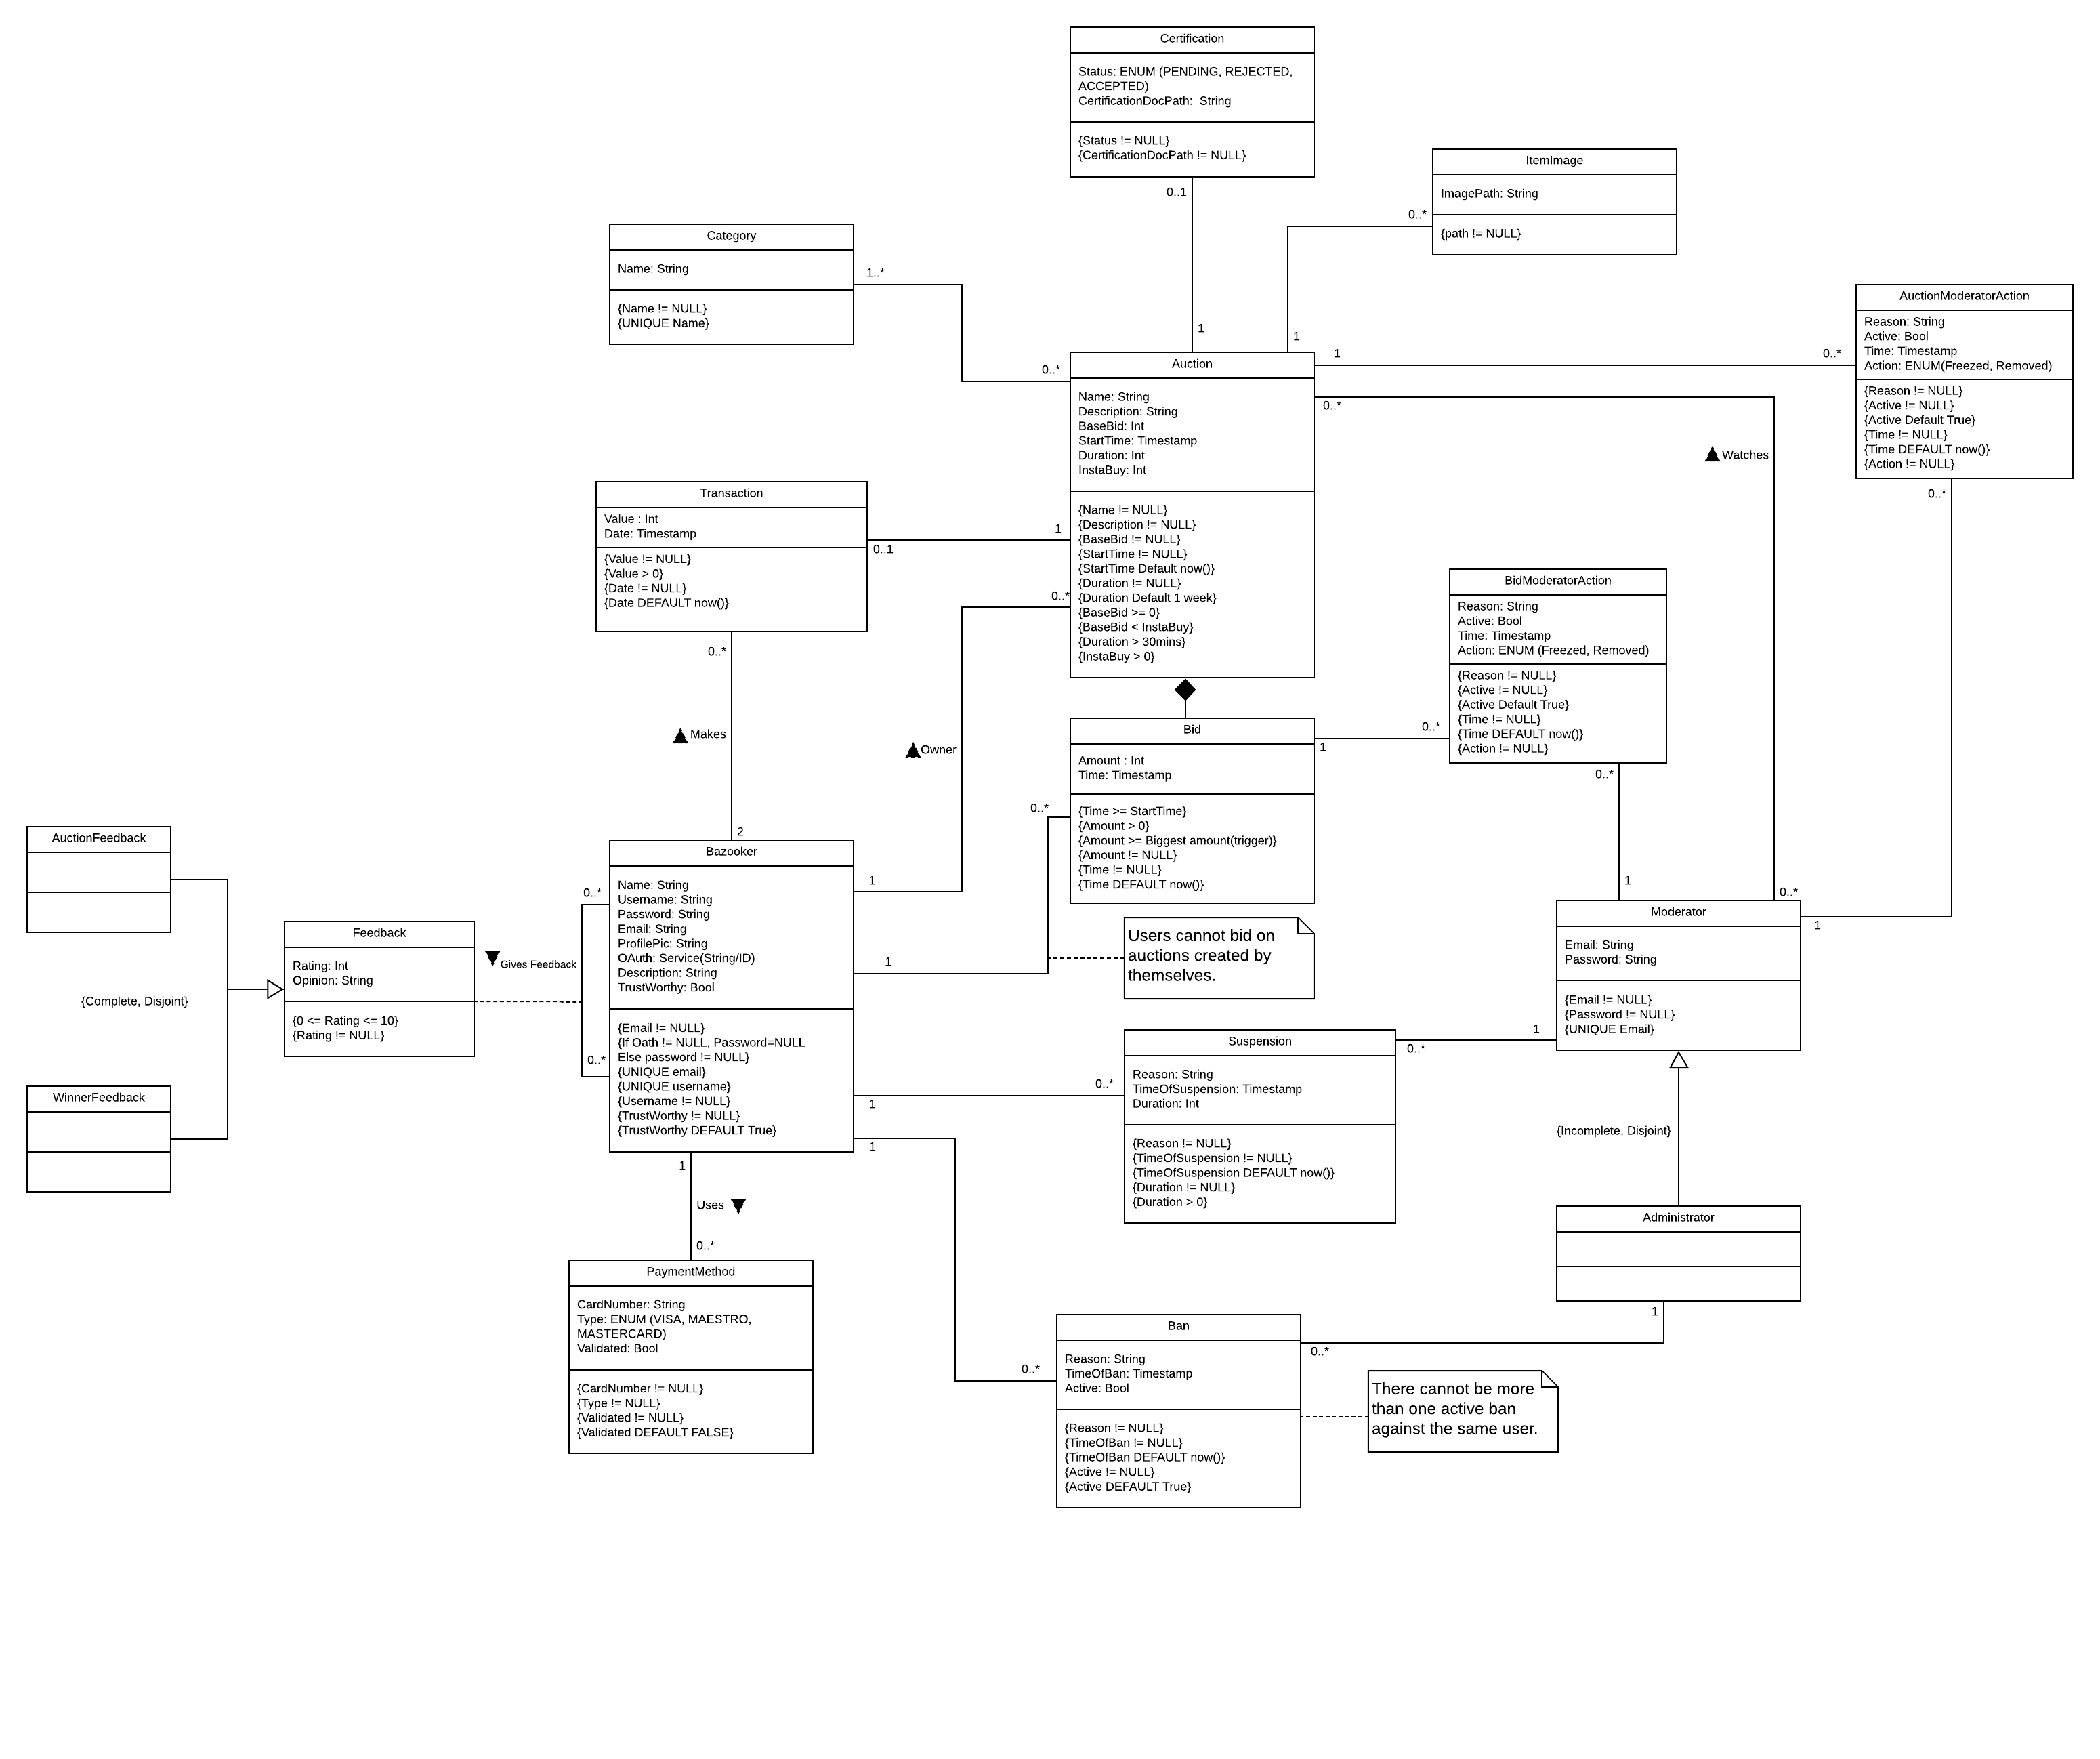 Certification
Status: ENUM (PENDING, REJECTED,
ACCEPTED)
CertificationDocPath:  String
{Status != NULL}
{CertificationDocPath != NULL}
0..1
1
ItemImage
ImagePath: String
{path != NULL}
0..*
1
Category
Name: String
{Name != NULL}
{UNIQUE Name}
1..*
0..*
AuctionModeratorAction
Reason: String
Active: Bool
Time: Timestamp
Action: ENUM(Freezed, Removed)
{Reason != NULL}
{Active != NULL}
{Active Default True}
{Time != NULL}
{Time DEFAULT now()}
{Action != NULL}
1
0..*
0..*
Auction
Name: String
Description: String
BaseBid: Int
StartTime: Timestamp
Duration: Int
InstaBuy: Int
{Name != NULL}
{Description != NULL}
{BaseBid != NULL}
{StartTime != NULL}
{StartTime Default now()}
{Duration != NULL}
{Duration Default 1 week}
{BaseBid >= 0}
{BaseBid < InstaBuy}
{Duration > 30mins}
{InstaBuy > 0}
0..*
Watches
Transaction
Value : Int
Date: Timestamp
{Value != NULL}
{Value > 0}
{Date != NULL}
{Date DEFAULT now()}
0..1
1
0..*
0..*
Makes
2
Owner
BidModeratorAction
Reason: String
Active: Bool
Time: Timestamp
Action: ENUM (Freezed, Removed)
{Reason != NULL}
{Active != NULL}
{Active Default True}
{Time != NULL}
{Time DEFAULT now()}
{Action != NULL}
0..*
1
0..*
1
Bid
Amount : Int
Time: Timestamp
{Time >= StartTime}
{Amount > 0}
{Amount >= Biggest amount(trigger)}
{Amount != NULL}
{Time != NULL}
{Time DEFAULT now()}
0..*
Users cannot bid on
auctions created by
themselves.
AuctionFeedback
WinnerFeedback
{Complete, Disjoint}
Feedback
Rating: Int
Opinion: String
{0 <= Rating <= 10}
{Rating != NULL}
Gives Feedback
0..*
0..*
Bazooker
Name: String
Username: String
Password: String
Email: String
ProfilePic: String
OAuth: Service(String/ID)
Description: String
TrustWorthy: Bool
{Email != NULL}
{If Oath != NULL, Password=NULL
Else password != NULL}
{UNIQUE email}
{UNIQUE username}
{Username != NULL}
{TrustWorthy != NULL}
{TrustWorthy DEFAULT True}
1
1
1
1
0..*
Moderator
Email: String
Password: String
{Email != NULL}
{Password != NULL}
{UNIQUE Email}
0..*
1
1
0..*
Suspension
Reason: String
TimeOfSuspension: Timestamp
Duration: Int
{Reason != NULL}
{TimeOfSuspension != NULL}
{TimeOfSuspension DEFAULT now()}
{Duration != NULL}
{Duration > 0}
{Incomplete, Disjoint}
Administrator
1
1
Uses
0..*
PaymentMethod
CardNumber: String
Type: ENUM (VISA, MAESTRO,
MASTERCARD)
Validated: Bool
{CardNumber != NULL}
{Type != NULL}
{Validated != NULL}
{Validated DEFAULT FALSE}
0..*
Ban
Reason: String
TimeOfBan: Timestamp
Active: Bool
{Reason != NULL}
{TimeOfBan != NULL}
{TimeOfBan DEFAULT now()}
{Active != NULL}
{Active DEFAULT True}
0..*
There cannot be more
than one active ban
against the same user.